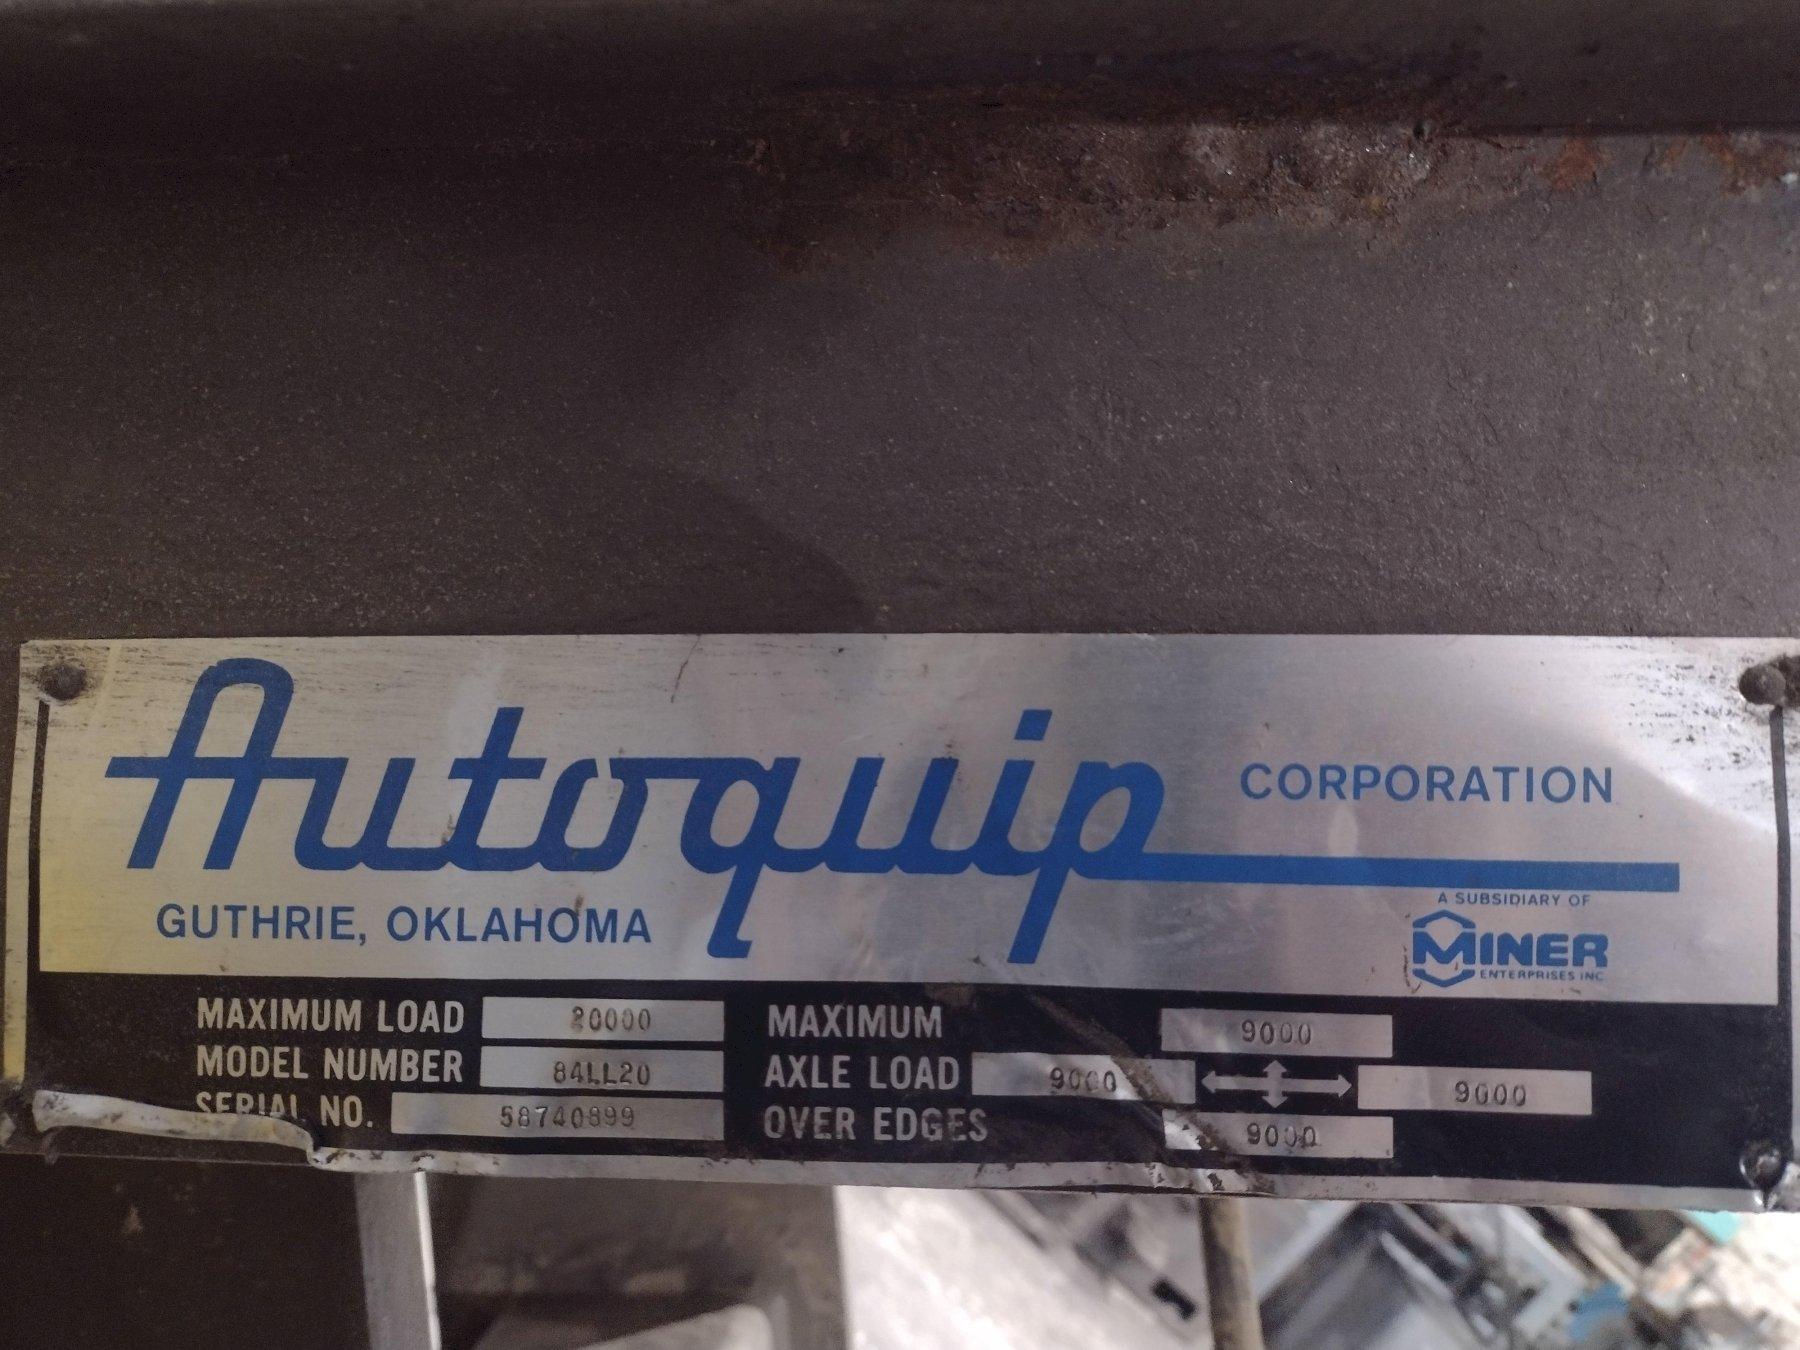 Autoquip CORPORATION
GUTHRIE, OKLAHOMA
A SUBSIDIARY OF
MINER
ENTERPRISES INC.
MAXIMUM LOAD 20000
MODEL NUMBER 84LL20
SERIAL NO. 58740899
MAXIMUM
AXLE LOAD
OVER EDGES
9000
9000
9000
9000